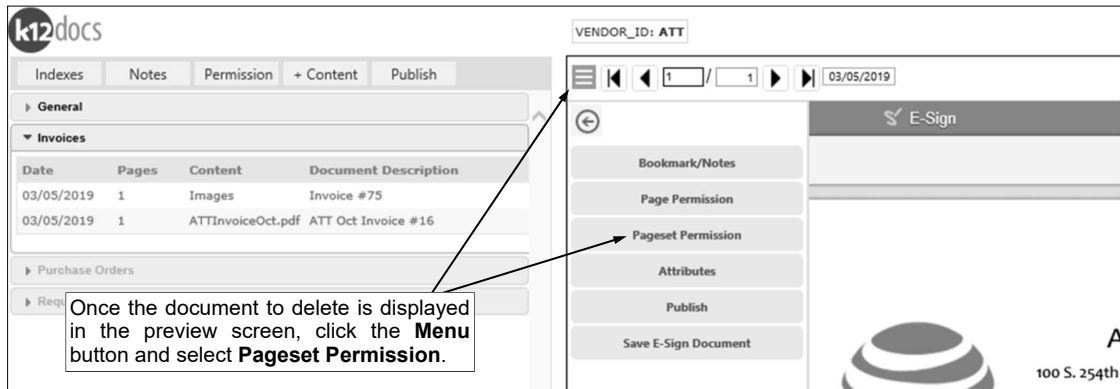 k12docs
VENDOR_ID: ATT
Indexes Notes Permission + Content Publish
1 / 1 03/05/2019
General
Invoices
Date Pages Content Document Description
03/05/2019 1 Images Invoice #75
03/05/2019 1 ATTInvoiceOct.pdf ATT Oct Invoice #16
Purchase Orders
Once the document to delete is displayed
in the preview screen, click the Menu
button and select Pageset Permission.
E-Sign
Bookmark/Notes
Page Permission
Pageset Permission
Attributes
Publish
Save E-Sign Document
A
100 S. 254th